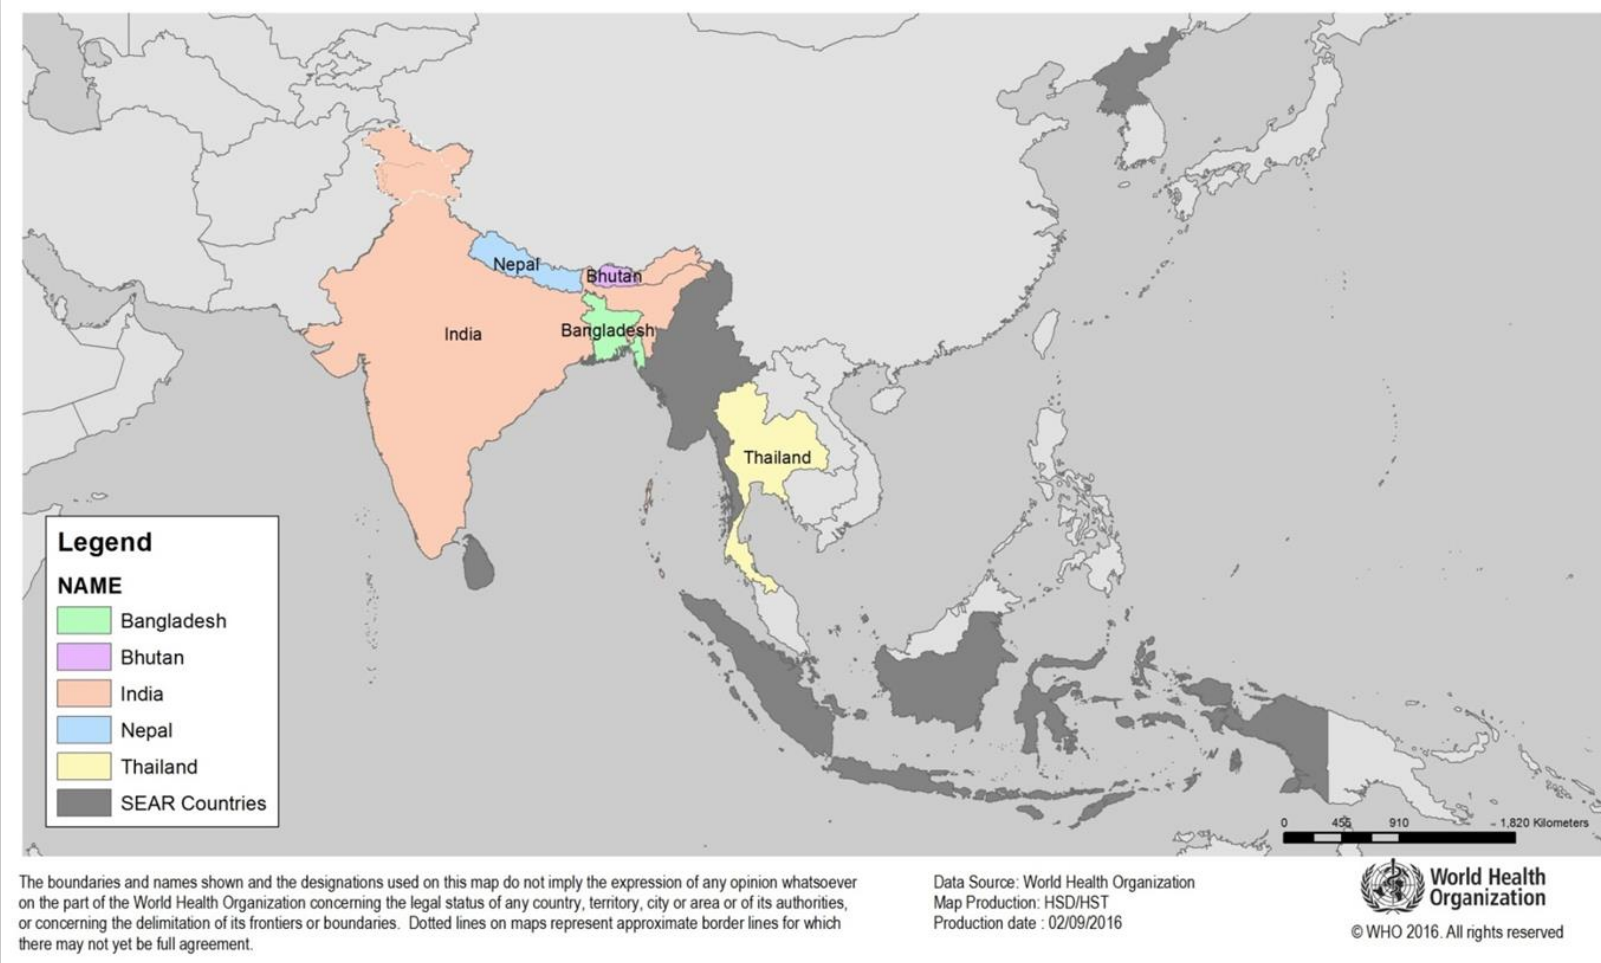 Nepal
Bhutan
India
Bangladesh
Thailand
Legend
NAME
Bangladesh
Bhutan
India
Nepal
Thailand
SEAR Countries
0 455 910 1,820 Kilometers
The boundaries and names shown and the designations used on this map do not imply the expression of any opinion whatsoever
on the part of the World Health Organization concerning the legal status of any country, territory, city or area or of its authorities,
or concerning the delimitation of its frontiers or boundaries. Dotted lines on maps represent approximate border lines for which
there may not yet be full agreement.
Data Source: World Health Organization
Map Production: HSD/HST
Production date : 02/09/2016
World Health
Organization
© WHO 2016. All rights reserved